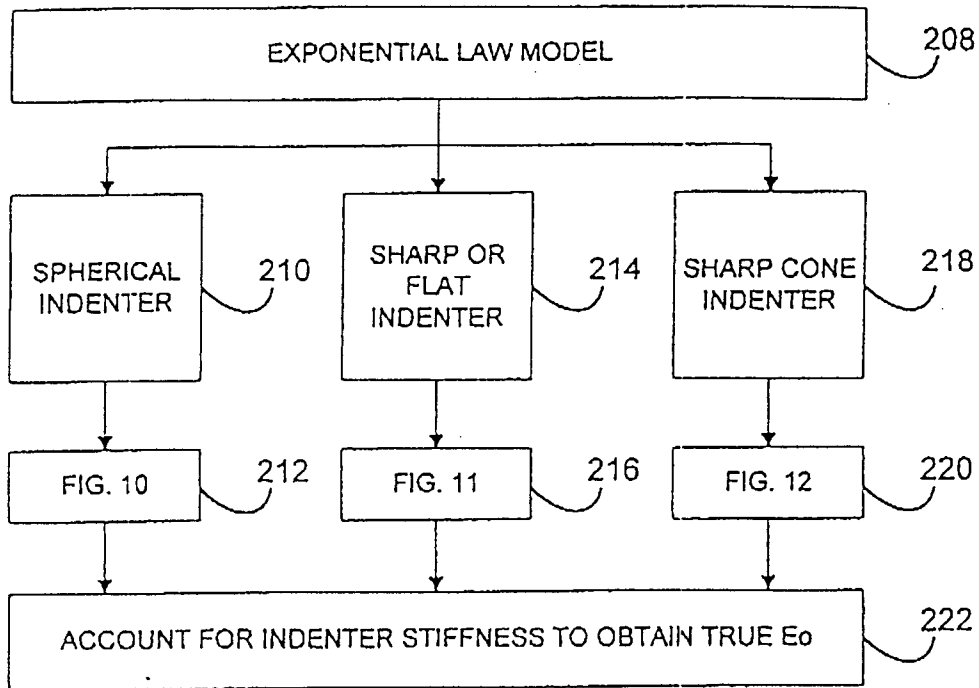 EXPONENTIAL LAW MODEL
208
SPHERICAL
INDENTER
210
SHARP OR
FLAT
INDENTER
214
SHARP CONE
INDENTER
218
FIG. 10
212
FIG. 11
216
FIG. 12
220
ACCOUNT FOR INDENTER STIFFNESS TO OBTAIN TRUE Eo
222